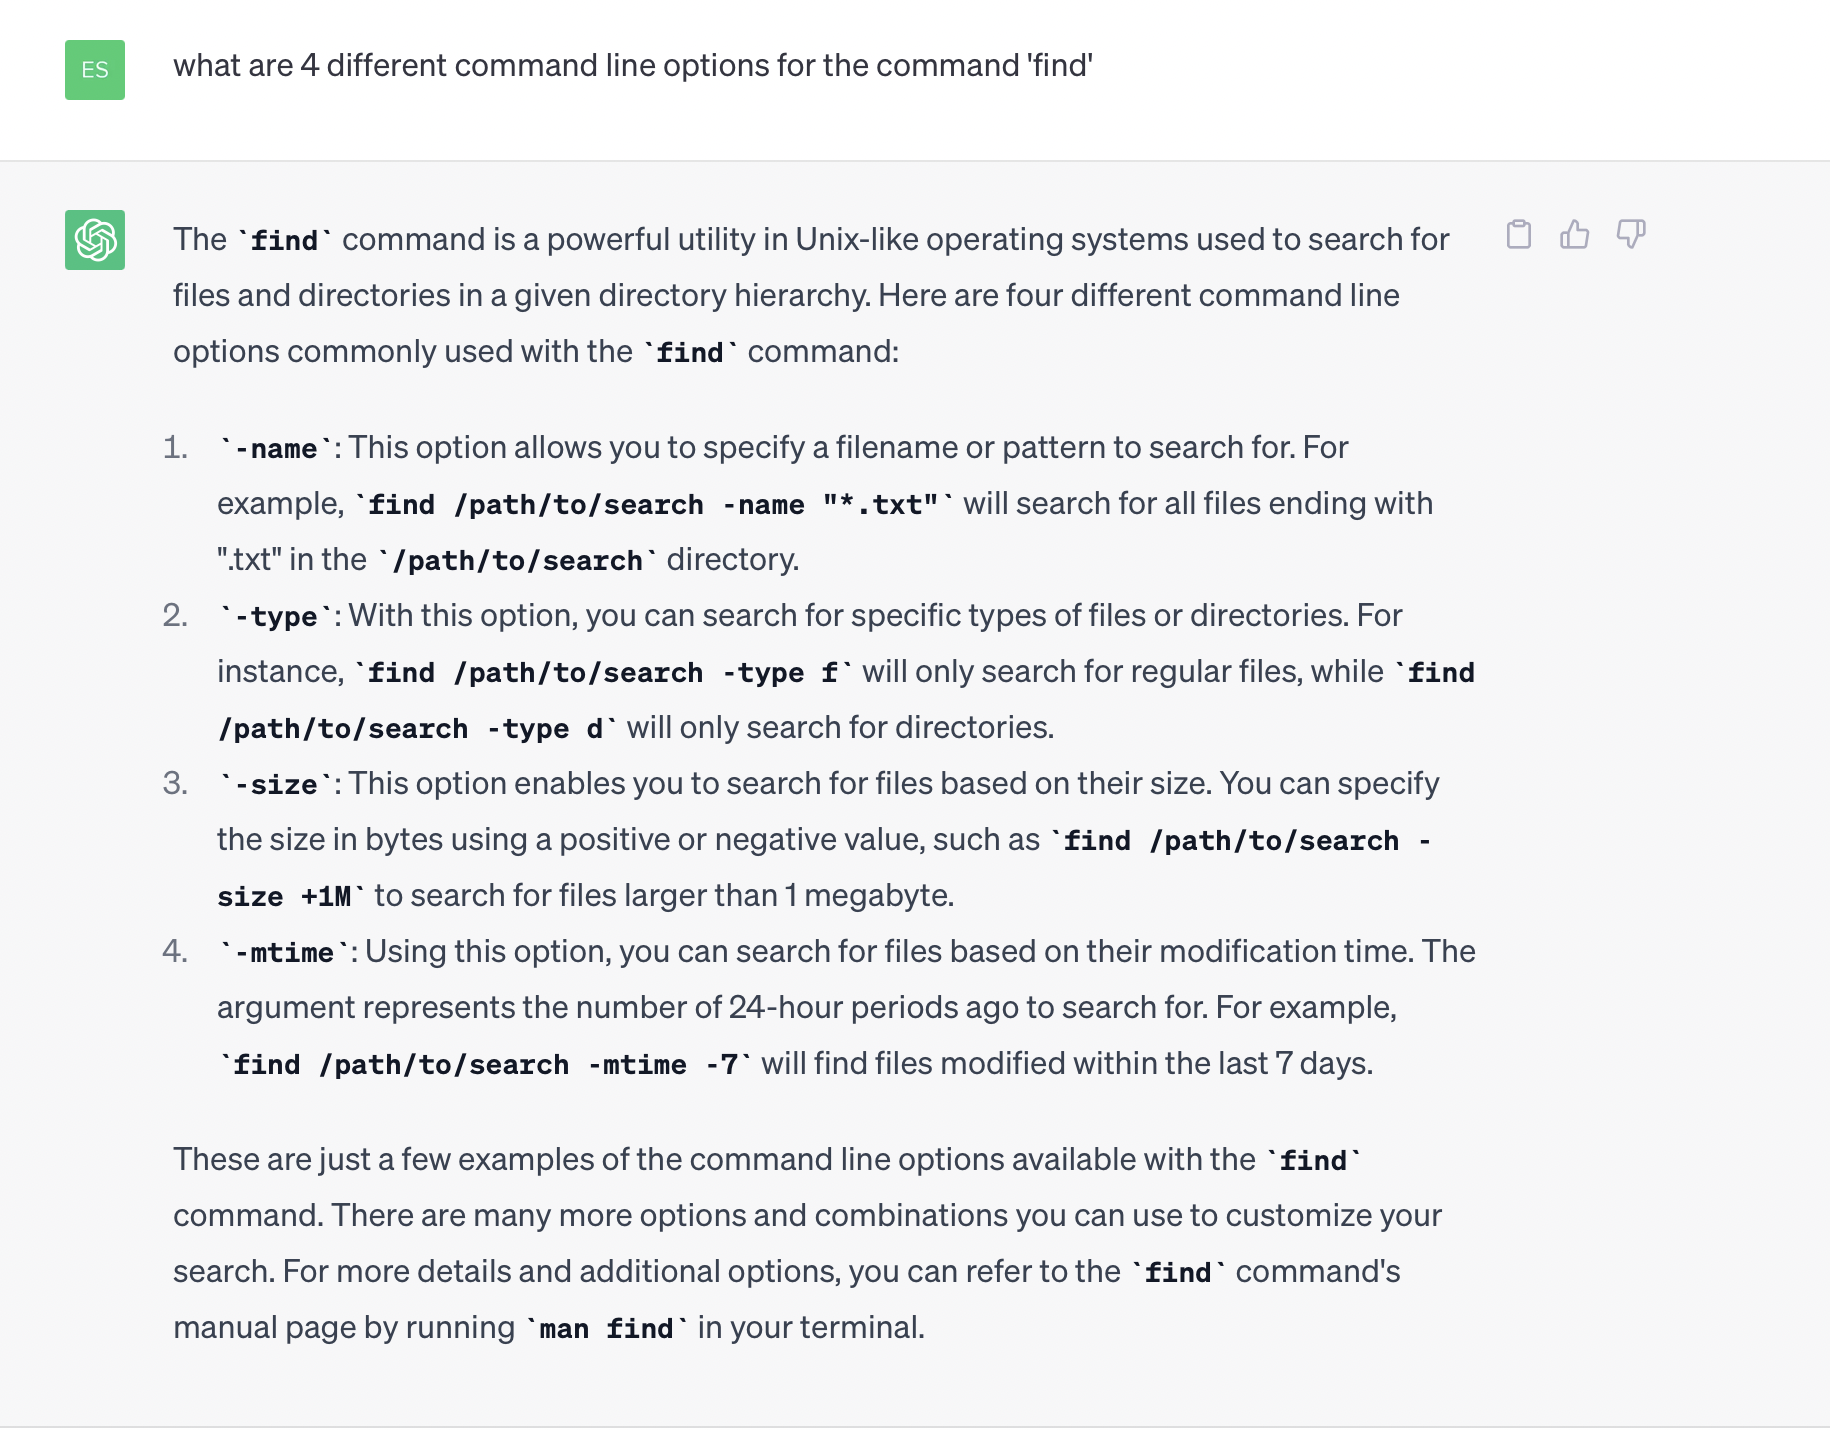 ES
what are 4 different command line options for the command 'find'
The `find` command is a powerful utility in Unix-like operating systems used to search for
files and directories in a given directory hierarchy. Here are four different command line
options commonly used with the `find` command:
1. `-name`: This option allows you to specify a filename or pattern to search for. For
example, `find /path/to/search -name "*.txt"` will search for all files ending with
".txt" in the `/path/to/search` directory.
2. `-type`: With this option, you can search for specific types of files or directories. For
instance, `find /path/to/search -type f` will only search for regular files, while `find
/path/to/search -type d` will only search for directories.
3. `-size`: This option enables you to search for files based on their size. You can specify
the size in bytes using a positive or negative value, such as `find /path/to/search -
size +1M` to search for files larger than 1 megabyte.
4. `-mtime`: Using this option, you can search for files based on their modification time. The
argument represents the number of 24-hour periods ago to search for. For example,
`find /path/to/search -mtime -7` will find files modified within the last 7 days.
These are just a few examples of the command line options available with the `find`
command. There are many more options and combinations you can use to customize your
search. For more details and additional options, you can refer to the `find` command's
manual page by running `man find` in your terminal.